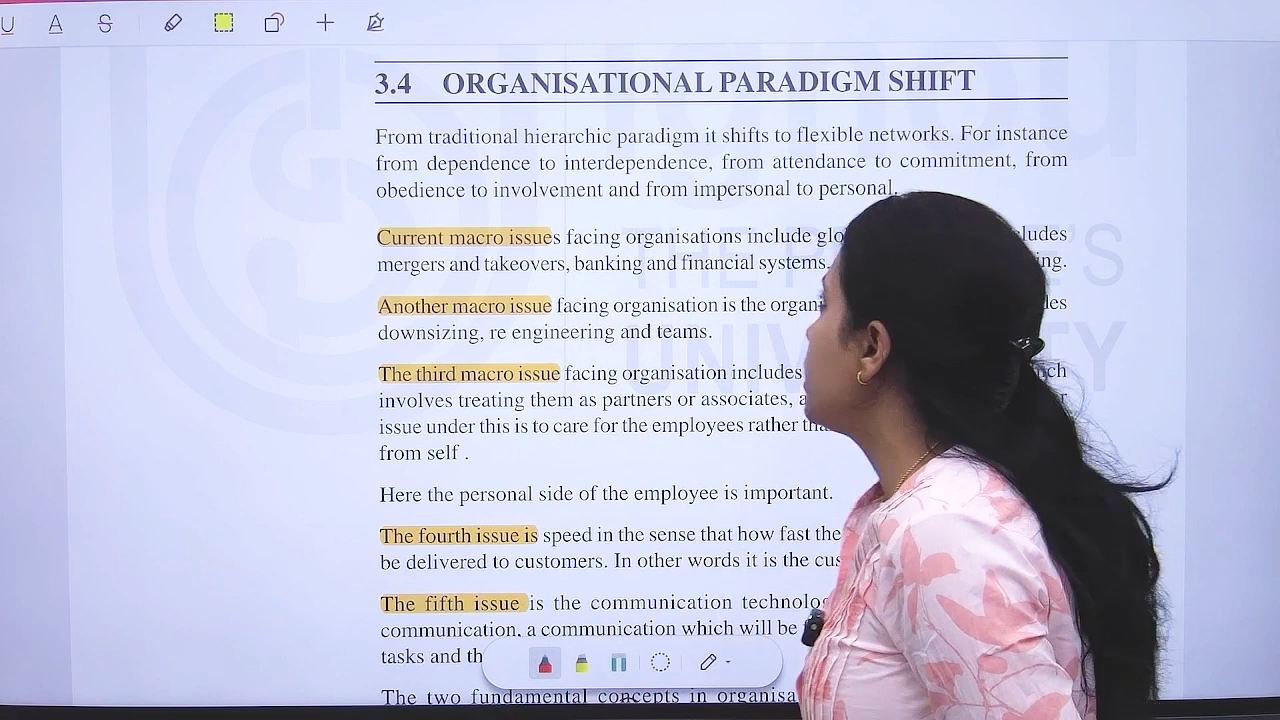 U A S
3.4 ORGANISATIONAL PARADIGM SHIFT
From traditional hierarchic paradigm it shifts to flexible networks. For instance
from dependence to interdependence, from attendance to commitment, from
obedience to involvement and from impersonal to personal.
Current macro issues facing organisations include
mergers and takeovers, banking and financial systems,
Another macro issue facing organisation is the
downsizing, re engineering and teams.
The third macro issue facing organisation includes
involves treating them as partners or associates,
issue under this is to care for the employees rather
from self .
Here the personal side of the employee is important.
The fourth issue is speed in the sense that how fast the
be delivered to customers. In other words it is the
The fifth issue is the communication
communication, a communication which will be
tasks and
The two fundamental concepts in
THE PEOPLE'S
UNIVERSITY